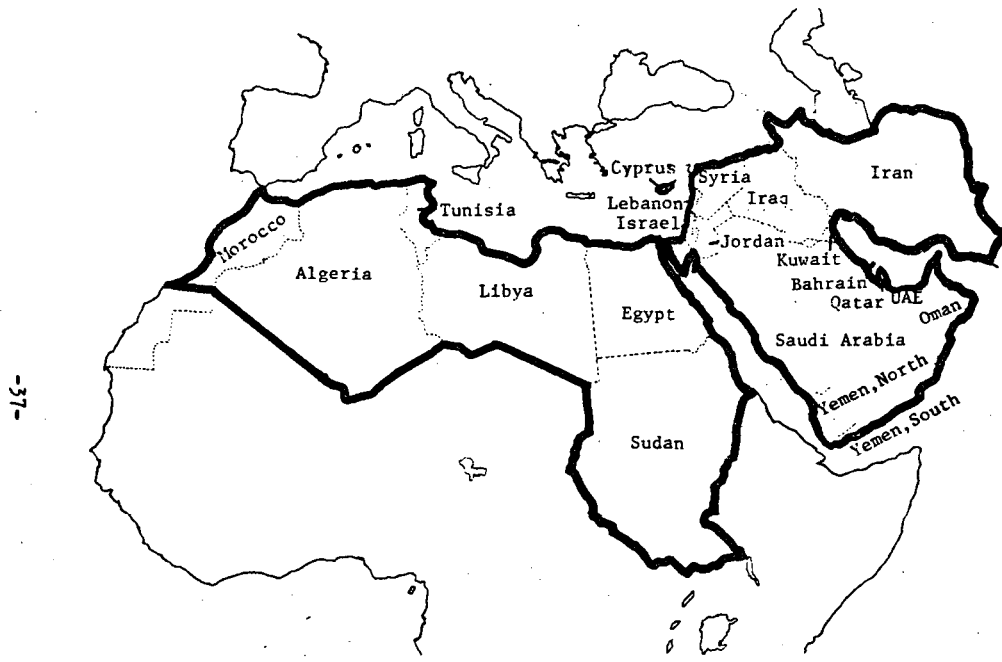 Cyprus
Syria
Iran
Lebanon
Iraq
Tunisia
Israel
Morocco
Jordan
Kuwait
Algeria
Libya
Bahrain
Qatar
UAE
Oman
Egypt
Saudi Arabia
Yemen,North
Yemen,South
Sudan
-37-